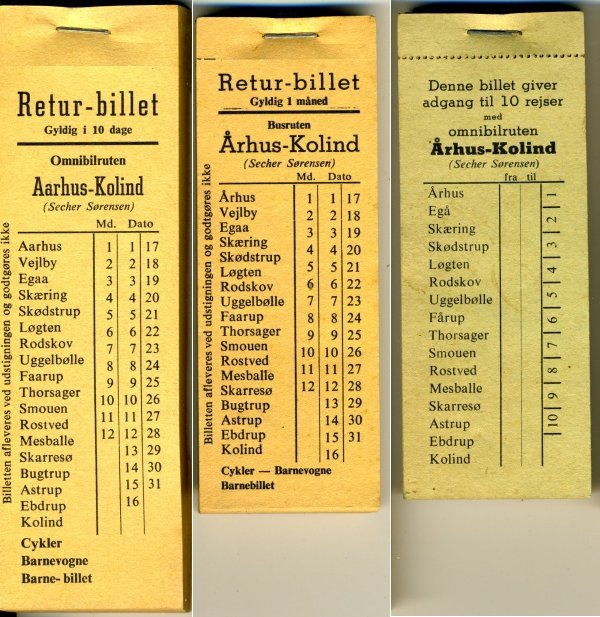 Retur-billet
Gyldig i 10 dage
Omnibilruten
Aarhus-Kolind
(Secher Sørensen)
Md. Dato
Aarhus 1 1 17
Vejlby 2 2 18
Egaa 3 3 19
Skæring 4 4 20
Skødstrup 5 5 21
Løgten 6 6 22
Rodskov 7 7 23
Uggelbølle 8 8 24
Faarup 9 9 25
Thorsager 10 10 26
Smouen 11 11 27
Rostved 12 12 28
Mesballe 13 29
Skarresø 14 30
Bugtrup 15 31
Astrup 16
Ebdrup
Kolind
Cykler
Barnevogne
Barne-billet
Billetten afleveres ved udstigningen og godtgøres ikke
Retur-billet
Gyldig 1 måned
Busruten
Århus-Kolind
(Secher Sørensen)
Md. Dato
Århus 1 1 17
Vejlby 2 2 18
Egaa 3 3 19
Skæring 4 4 20
Skødstrup 5 5 21
Løgten 6 6 22
Rodskov 7 7 23
Uggelbølle 8 8 24
Faarup 9 9 25
Thorsager 10 10 26
Smouen 11 11 27
Rostved 12 12 28
Mesballe 13 29
Skarresø 14 30
Bugtrup 15 31
Astrup 16
Ebdrup
Kolind
Cykler — Barnevogne
Barnebillet
Billetten afleveres ved udstigningen og godtgøres ikke
Denne billet giver
adgang til 10 rejser
med
omnibilruten
Århus-Kolind
(Secher Sørensen)
fra til
Århus
Egå
Skæring
Skødstrup
Løgten
Rodskov
Uggelbølle
Fårup
Thorsager
Smouen
Rostved
Mesballe
Skarresø
Astrup
Ebdrup
Kolind
10 9 8 7 6 5 4 3 2 1